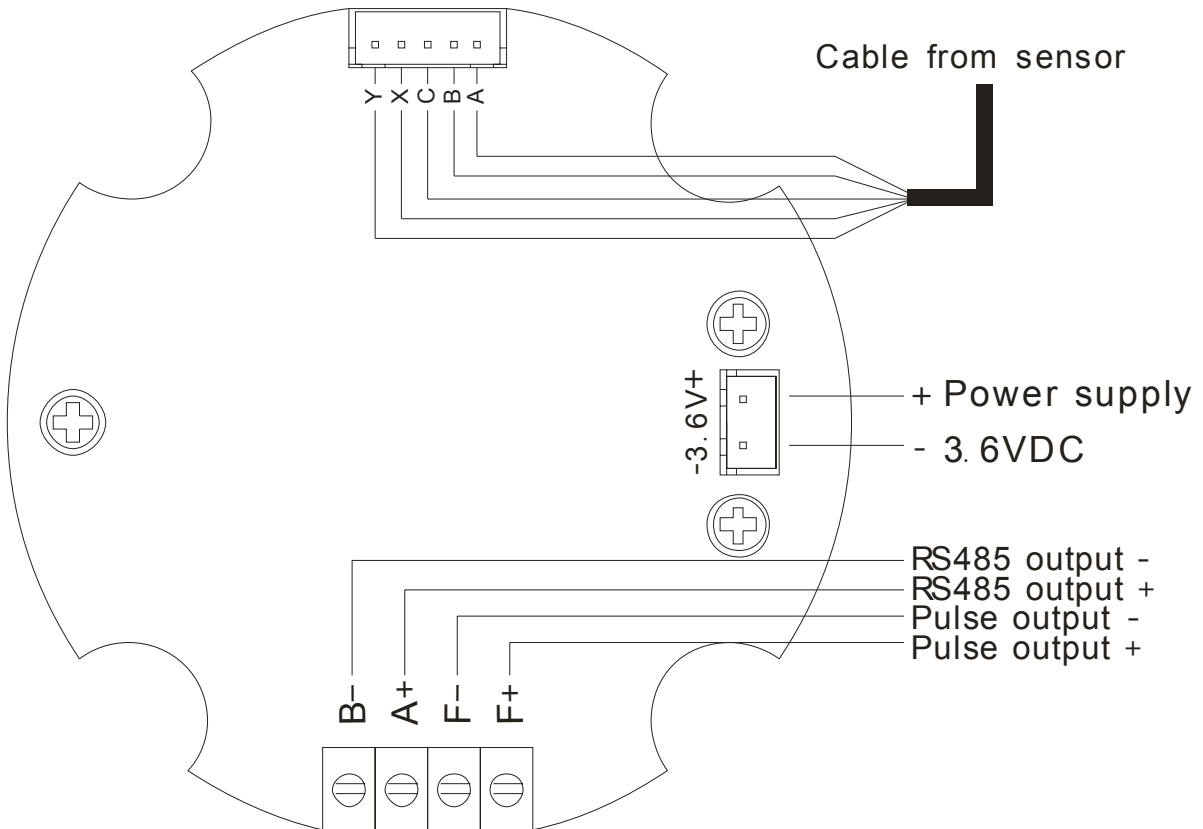 Cable from sensor
Y X C B A
-3.6V+
+ Power supply
- 3.6VDC
RS485 output -
RS485 output +
Pulse output -
Pulse output +
B- A+ F- F+